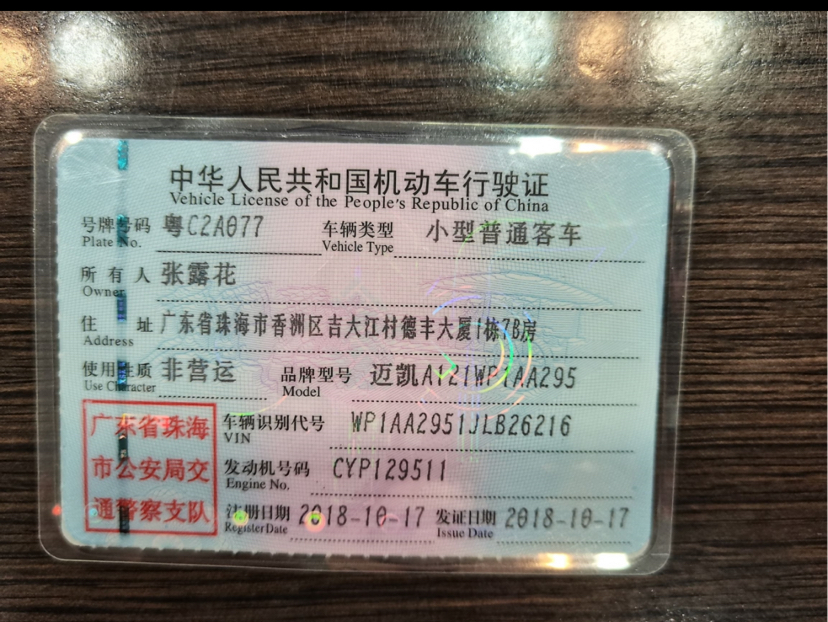 中华人民共和国机动车行驶证
Vehicle License of the People's Republic of China
号牌号码 粤C2A077 车辆类型 小型普通客车
Plate No. Vehicle Type
所有人 张露花
Owner
住址 广东省珠海市香洲区吉大江村德丰大厦1栋7B房
Address
使用性质 非营运 品牌型号 迈凯A121WP1AA295
Use Character Model
广东省珠海 车辆识别代号 WP1AA2951JLB26216
VIN
市公安局交 发动机号码 CYP129511
Engine No.
通警察支队 注册日期 2018-10-17 发证日期 2018-10-17
Register Date Issue Date